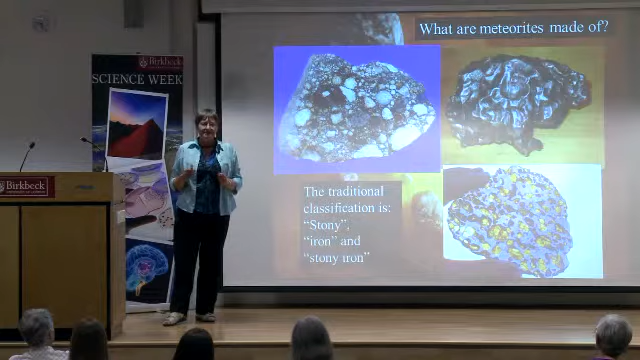 What are meteorites made of?
Birkbeck
SCIENCE WEEK
The traditional
classification is:
“Stony”,
“iron” and
“stony iron”
Birkbeck